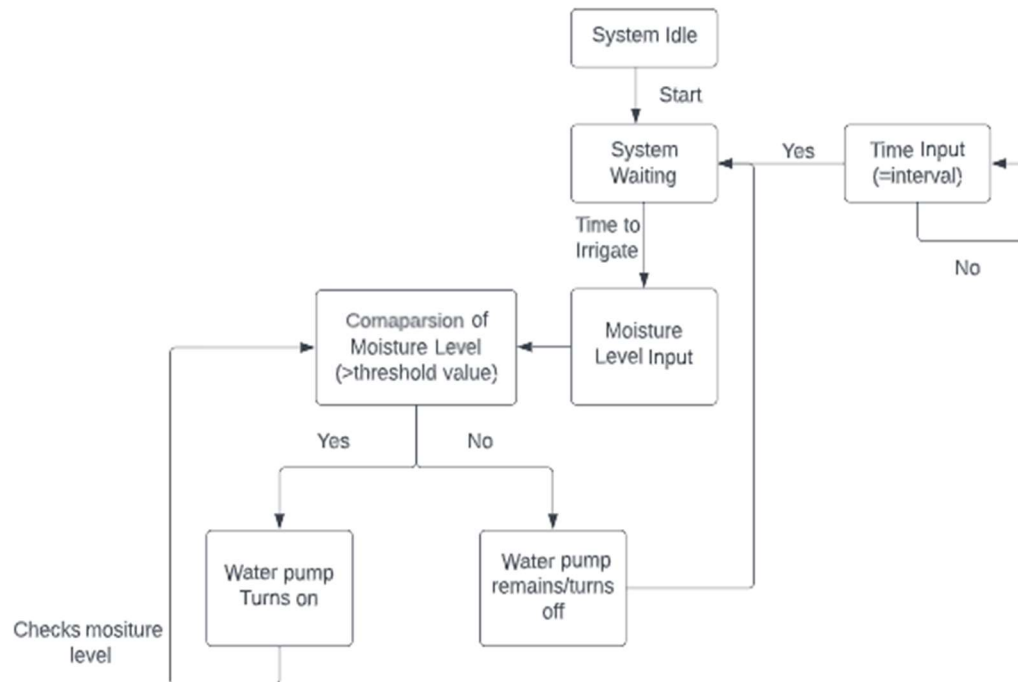 System Idle
Start
System
Waiting
Yes
Time Input
(=interval)
Time to
Irrigate
No
Comaparsion of
Moisture Level
(>threshold value)
Moisture
Level Input
Yes
No
Water pump
Turns on
Water pump
remains/turns
off
Checks mositure
level